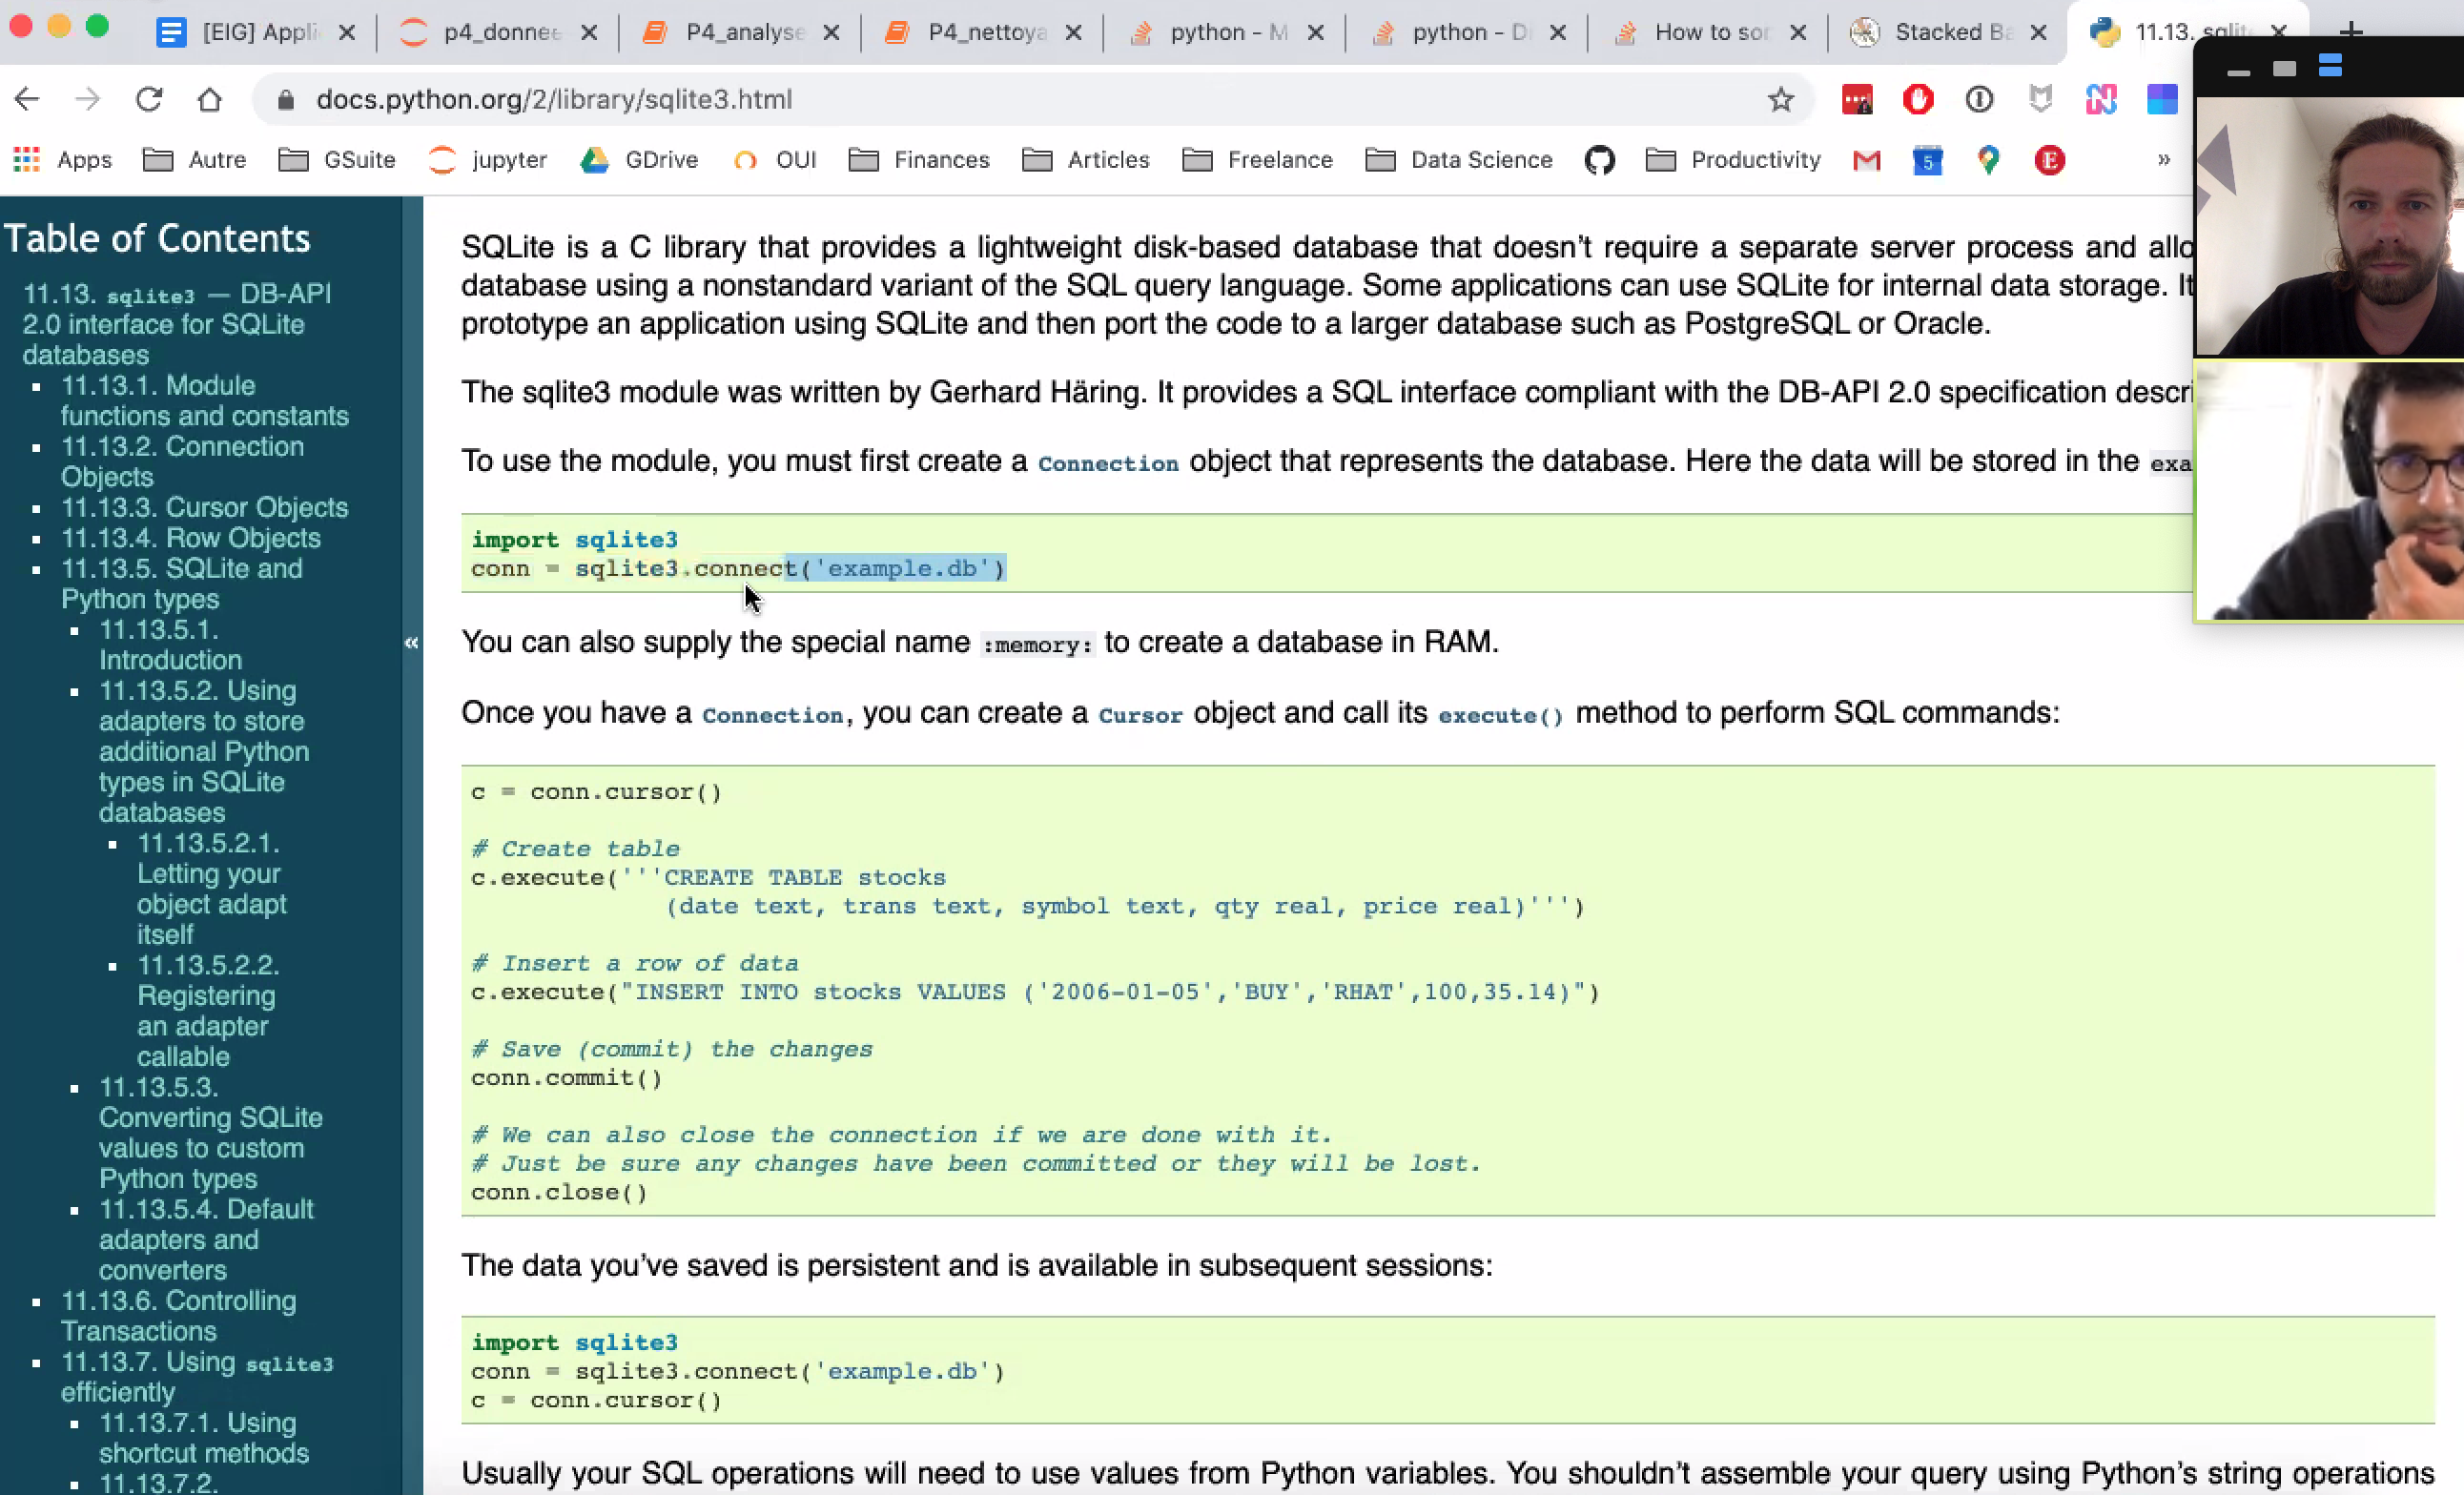 [EIG] Appli
p4_donnee
P4_analyse
P4_nettoya
python - M
python - Di
How to sor
Stacked Ba
11.13. sqlit
docs.python.org/2/library/sqlite3.html
Apps Autre GSuite jupyter GDrive OUI Finances Articles Freelance Data Science Productivity 5 E »
Table of Contents
11.13. sqlite3 — DB-API
2.0 interface for SQLite
databases
11.13.1. Module
functions and constants
11.13.2. Connection
Objects
11.13.3. Cursor Objects
11.13.4. Row Objects
11.13.5. SQLite and
Python types
11.13.5.1.
Introduction
11.13.5.2. Using
adapters to store
additional Python
types in SQLite
databases
11.13.5.2.1.
Letting your
object adapt
itself
11.13.5.2.2.
Registering
an adapter
callable
11.13.5.3.
Converting SQLite
values to custom
Python types
11.13.5.4. Default
adapters and
converters
11.13.6. Controlling
Transactions
11.13.7. Using sqlite3
efficiently
11.13.7.1. Using
shortcut methods
11.13.7.2.
«
SQLite is a C library that provides a lightweight disk-based database that doesn’t require a separate server process and allo
database using a nonstandard variant of the SQL query language. Some applications can use SQLite for internal data storage. It
prototype an application using SQLite and then port the code to a larger database such as PostgreSQL or Oracle.
The sqlite3 module was written by Gerhard Häring. It provides a SQL interface compliant with the DB-API 2.0 specification descri
To use the module, you must first create a Connection object that represents the database. Here the data will be stored in the exa
import sqlite3
conn = sqlite3.connect('example.db')
You can also supply the special name :memory: to create a database in RAM.
Once you have a Connection, you can create a Cursor object and call its execute() method to perform SQL commands:
c = conn.cursor()
# Create table
c.execute('''CREATE TABLE stocks
(date text, trans text, symbol text, qty real, price real)''')
# Insert a row of data
c.execute("INSERT INTO stocks VALUES ('2006-01-05','BUY','RHAT',100,35.14)")
# Save (commit) the changes
conn.commit()
# We can also close the connection if we are done with it.
# Just be sure any changes have been committed or they will be lost.
conn.close()
The data you’ve saved is persistent and is available in subsequent sessions:
import sqlite3
conn = sqlite3.connect('example.db')
c = conn.cursor()
Usually your SQL operations will need to use values from Python variables. You shouldn’t assemble your query using Python’s string operations